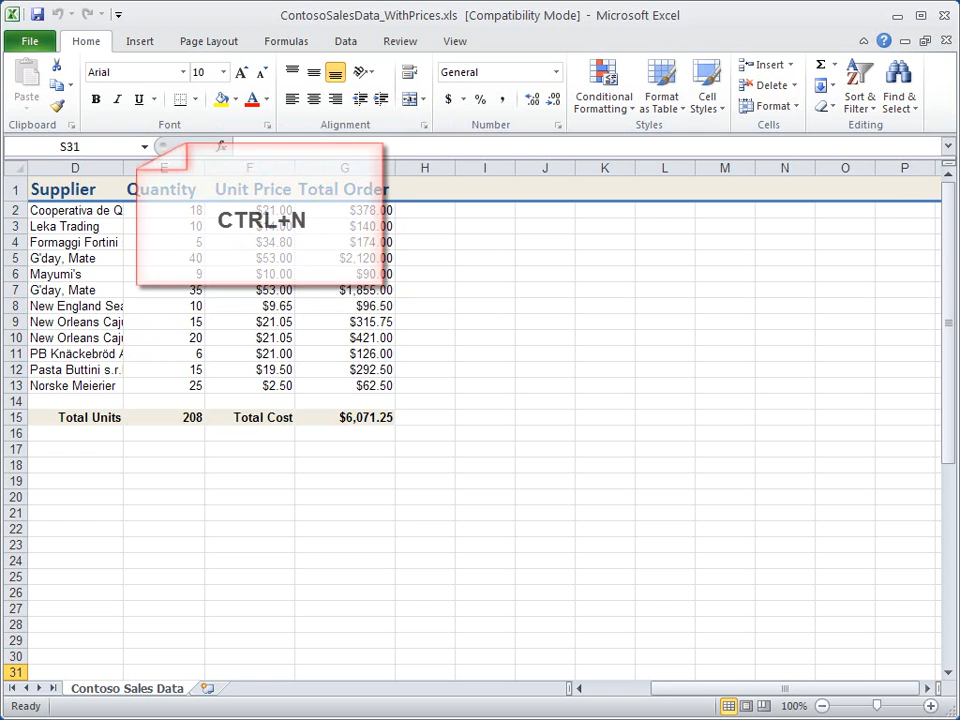 ContosoSalesData_WithPrices.xls [Compatibility Mode] - Microsoft Excel
File Home Insert Page Layout Formulas Data Review View
Paste Arial 10 General Conditional Formatting Format as Table Cell Styles Insert Delete Format Sort & Filter Find & Select
Clipboard Font Alignment Number Styles Cells Editing
S31 fx
D E F G H I J K L M N O P
1 Supplier Quantity Unit Price Total Order
2 Cooperativa de Q 18 $21.00 $378.00
CTRL+N
3 Leka Trading 10 $140.00
4 Formaggi Fortini 5 $34.80 $174.00
5 G'day, Mate 40 $53.00 $2,120.00
6 Mayumi's 9 $10.00 $90.00
7 G'day, Mate 35 $53.00 $1,855.00
8 New England Sea 10 $9.65 $96.50
9 New Orleans Caju 15 $21.05 $315.75
10 New Orleans Caju 20 $21.05 $421.00
11 PB Knäckebröd A 6 $21.00 $126.00
12 Pasta Buttini s.r.l 15 $19.50 $292.50
13 Norske Meierier 25 $2.50 $62.50
14
15 Total Units 208 Total Cost $6,071.25
16
17
18
19
20
21
22
23
24
25
26
27
28
29
30
31
Contoso Sales Data
Ready 100%